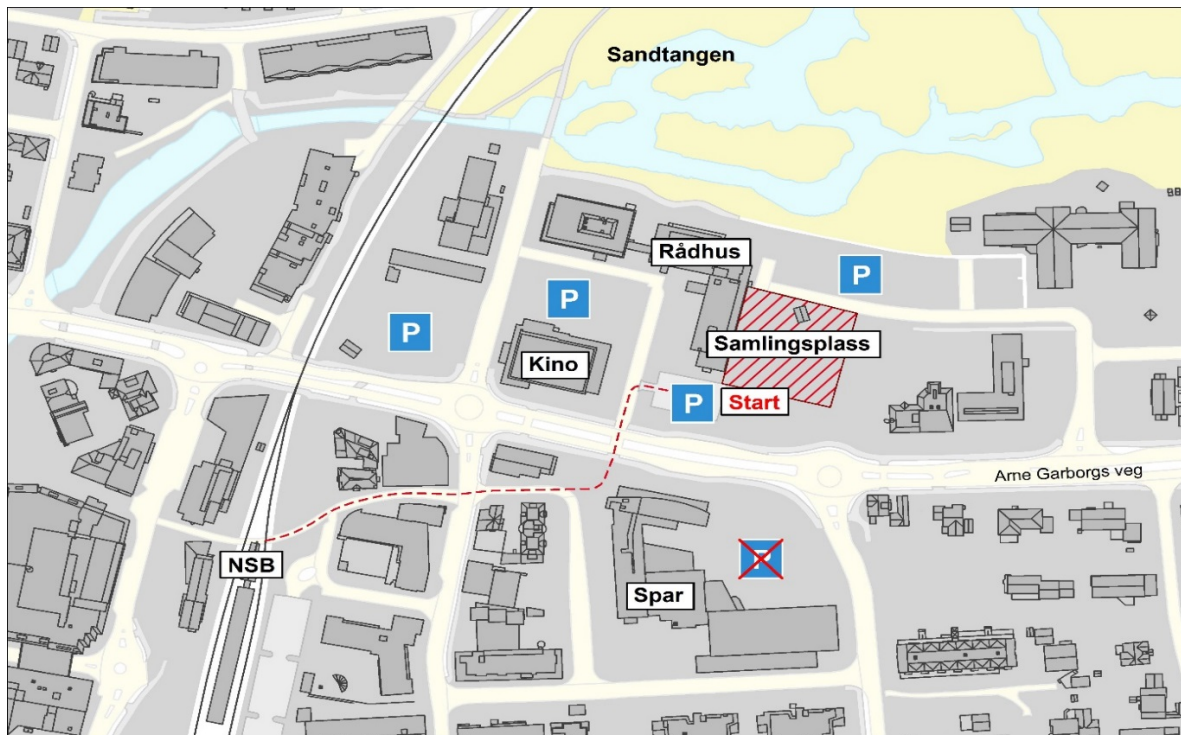 Sandtangen
Rådhus
P
P
P
Samlingsplass
Kino
P
Start
Arne Garborgs veg
NSB
P
Spar